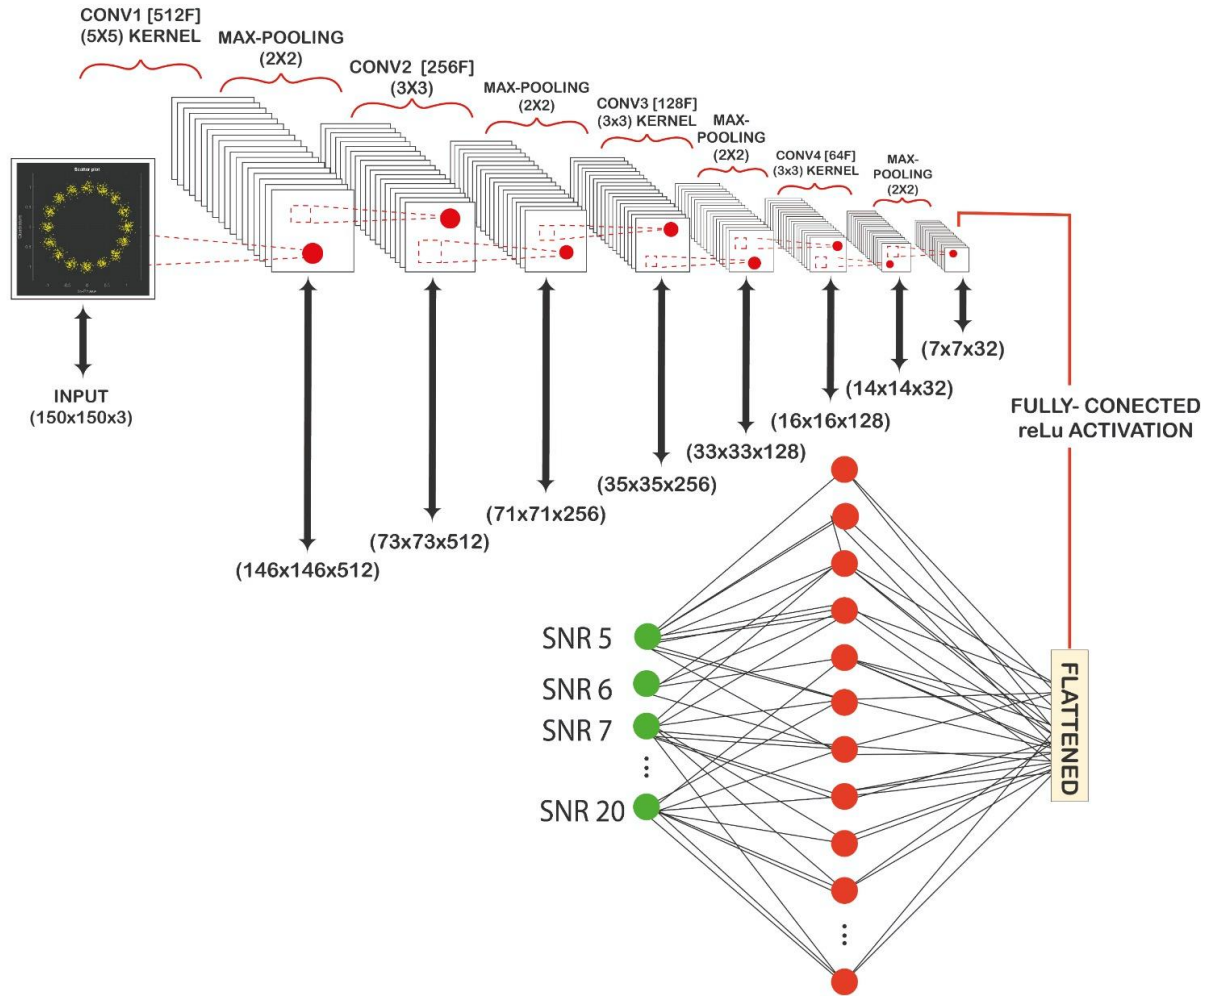 CONV1 [512F]
(5X5) KERNEL
MAX-POOLING
(2X2)
CONV2 [256F]
(3X3)
MAX-POOLING
(2X2)
CONV3 [128F]
(3x3) KERNEL
MAX-
POOLING
(2X2)
CONV4 [64F]
(3x3) KERNEL
MAX-
POOLING
(2X2)
Scatter plot
INPUT
(150x150x3)
(146x146x512)
(73x73x512)
(71x71x256)
(35x35x256)
(33x33x128)
(16x16x128)
(14x14x32)
(7x7x32)
FULLY- CONECTED
reLu ACTIVATION
SNR 5
SNR 6
SNR 7
...
SNR 20
...
FLATTENED